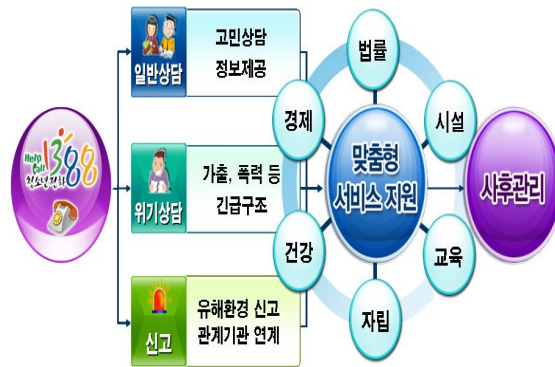 Help
Call
1388
청소년전화
일반상담
고민상담
정보제공
위기상담
가출, 폭력 등
긴급구조
신고
유해환경 신고
관계기관 연계
맞춤형
서비스 지원
법률
시설
교육
자립
건강
경제
사후관리